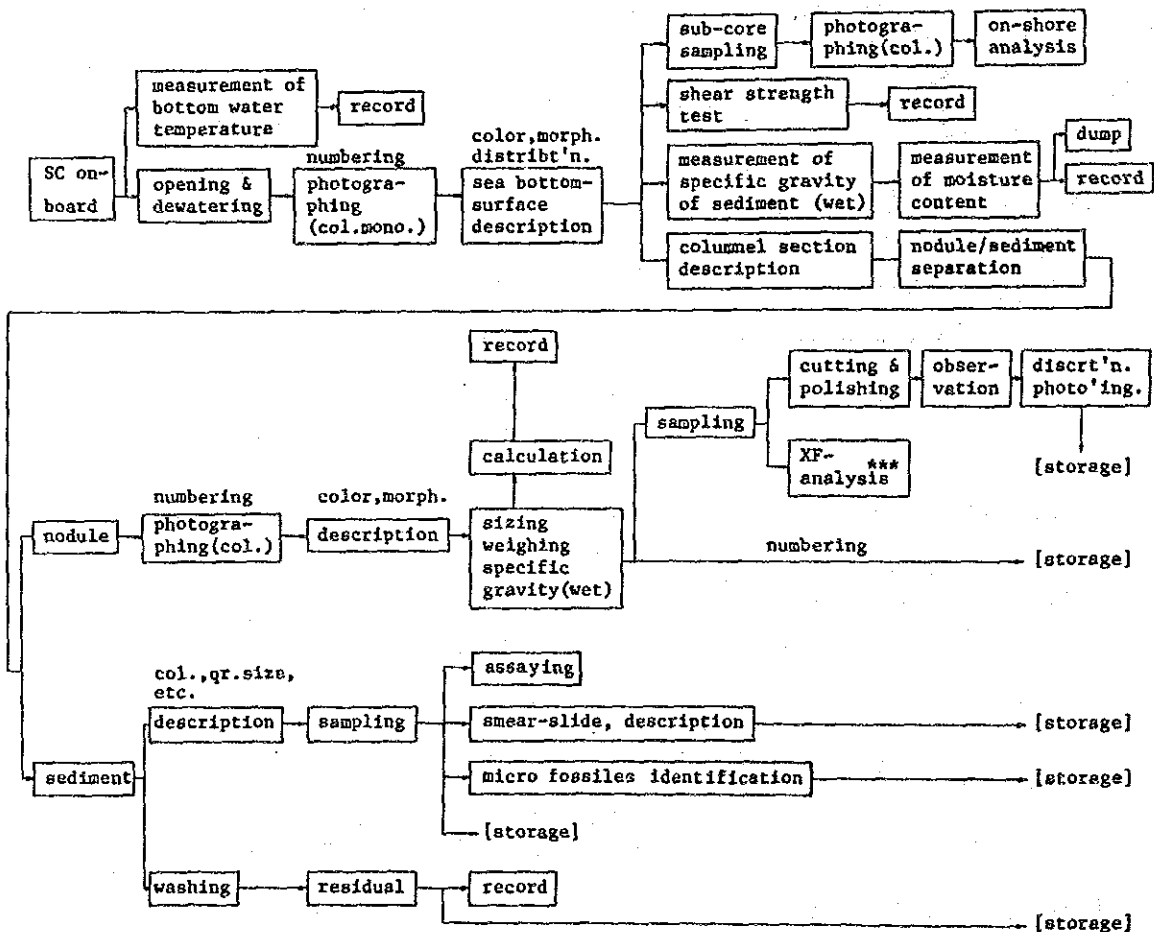 sub-core
sampling
photogra-
phing(col.)
on-shore
analysis
measurement of
bottom water
temperature
record
shear strength
test
record
SC on-
board
opening &
dewatering
numbering
photogra-
phing
(col.mono.)
color,morph.
distribt'n.
sea bottom-
surface
description
measurement of
specific gravity
of sediment (wet)
measurement
of moisture
content
dump
record
columnel section
description
nodule/sediment
separation
record
calculation
sampling
cutting &
polishing
obser-
vation
discrt'n.
photo'ing.
[storage]
XF-
analysis ***
nodule
numbering
photogra-
phing(col.)
color,morph.
description
sizing
weighing
specific
gravity(wet)
numbering
[storage]
sediment
col.,qr.size,
etc.
description
sampling
assaying
smear-slide, description
[storage]
micro fossiles identification
[storage]
[storage]
washing
residual
record
[storage]